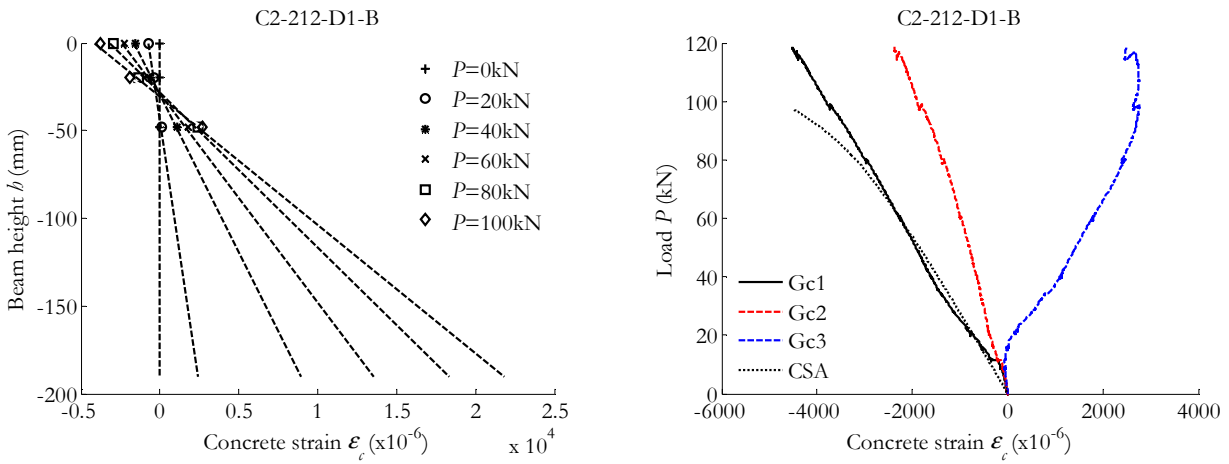 C2-212-D1-B
Beam height h (mm)
0
-50
-100
-150
-200
-0.5
0
0.5
1
1.5
2
2.5
x 10^4
Concrete strain ε_c (x10^-6)
P=0kN
P=20kN
P=40kN
P=60kN
P=80kN
P=100kN
C2-212-D1-B
Load P (kN)
120
100
80
60
40
20
0
-6000
-4000
-2000
0
2000
4000
Concrete strain ε_c (x10^-6)
Gc1
Gc2
Gc3
CSA